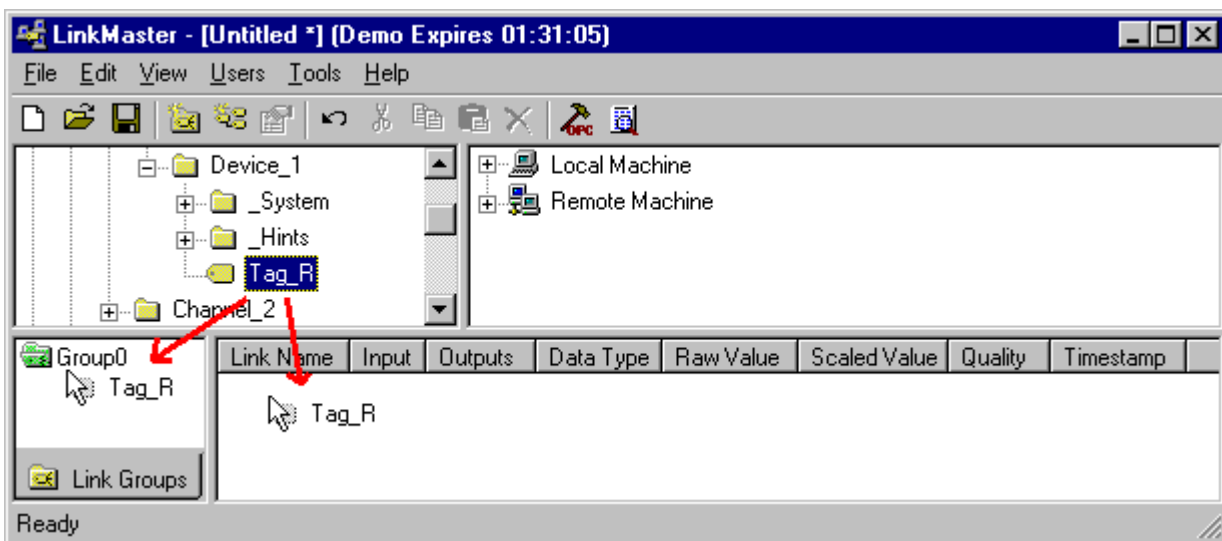 LinkMaster - [Untitled *] (Demo Expires 01:31:05)
File Edit View Users Tools Help
OPC
Device_1
_System
_Hints
Tag_R
Channel_2
Local Machine
Remote Machine
Group0
Tag_R
Link Groups
Link Name Input Outputs Data Type Raw Value Scaled Value Quality Timestamp
Tag_R
Ready